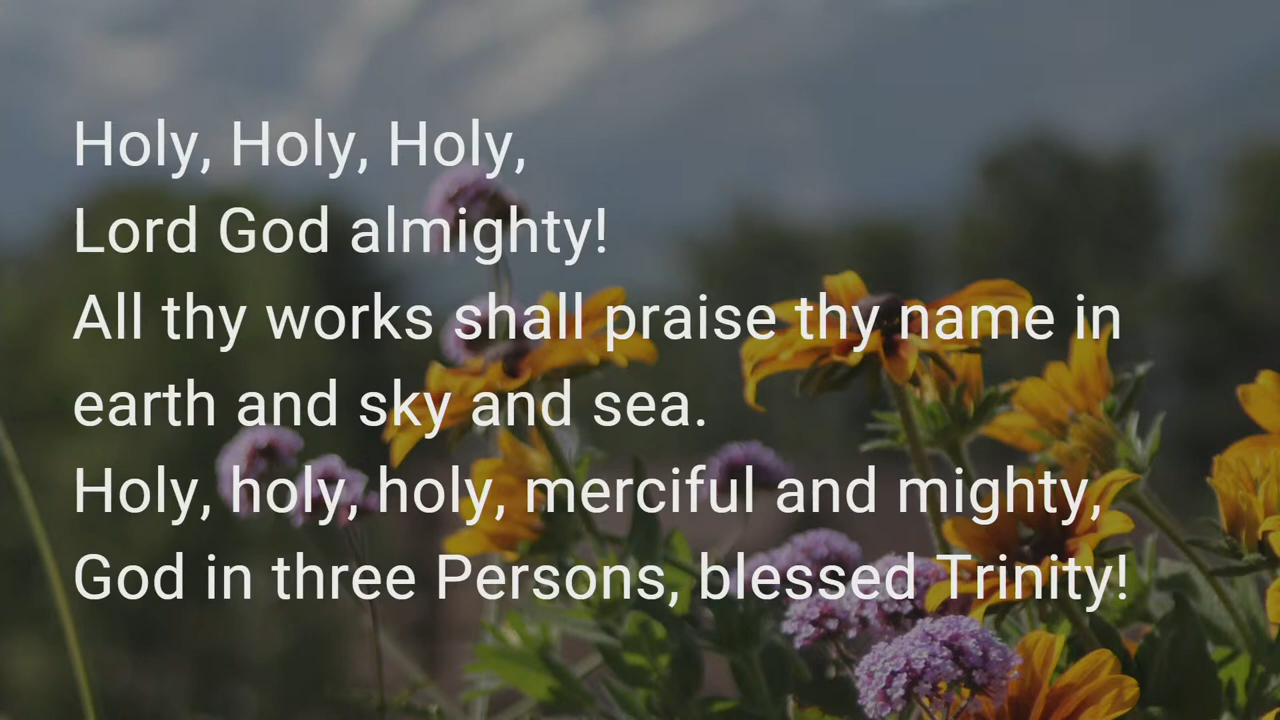 Holy, Holy, Holy,
Lord God almighty!
All thy works shall praise thy name in
earth and sky and sea.
Holy, holy, holy, merciful and mighty,
God in three Persons, blessed Trinity!